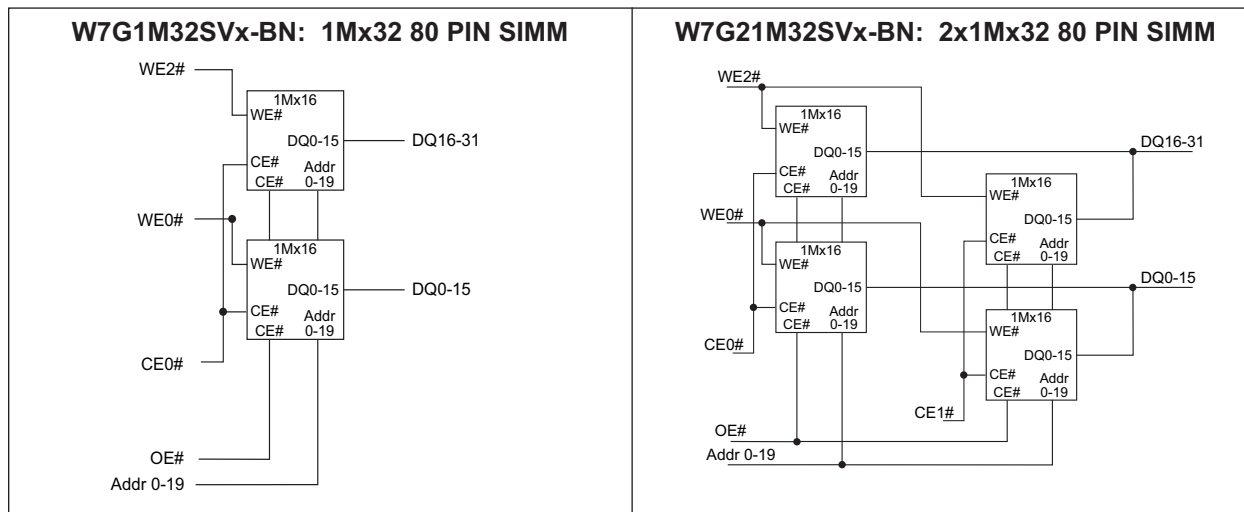 W7G1M32SVx-BN: 1Mx32 80 PIN SIMM
WE2#
1Mx16
WE#
DQ0-15
DQ16-31
CE#
Addr
CE#
0-19
WE0#
1Mx16
WE#
DQ0-15
DQ0-15
CE#
Addr
CE#
0-19
CE0#
OE#
Addr 0-19
W7G21M32SVx-BN: 2x1Mx32 80 PIN SIMM
WE2#
1Mx16
WE#
DQ0-15
DQ16-31
CE#
Addr
CE#
0-19
1Mx16
WE#
DQ0-15
CE#
Addr
CE#
0-19
WE0#
1Mx16
WE#
DQ0-15
DQ0-15
CE#
Addr
CE#
0-19
1Mx16
WE#
DQ0-15
CE#
Addr
CE#
0-19
CE0#
CE1#
OE#
Addr 0-19